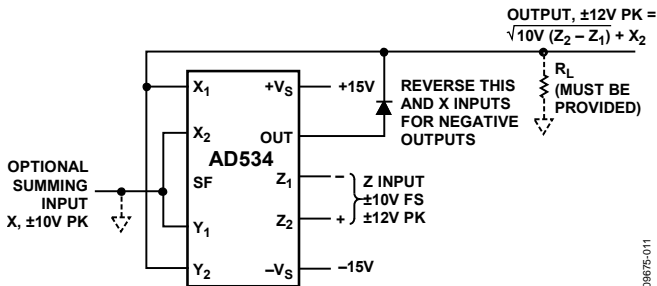 OUTPUT, ±12V PK =
√10V (Z2 – Z1) + X2
X1
+VS
+15V
REVERSE THIS
AND X INPUTS
FOR NEGATIVE
OUTPUTS
RL
(MUST BE
PROVIDED)
X2
OUT
AD534
OPTIONAL
SUMMING
INPUT
X, ±10V PK
SF
Z1
–
Z INPUT
±10V FS
±12V PK
Y1
Z2
+
Y2
–VS
–15V
09675-011